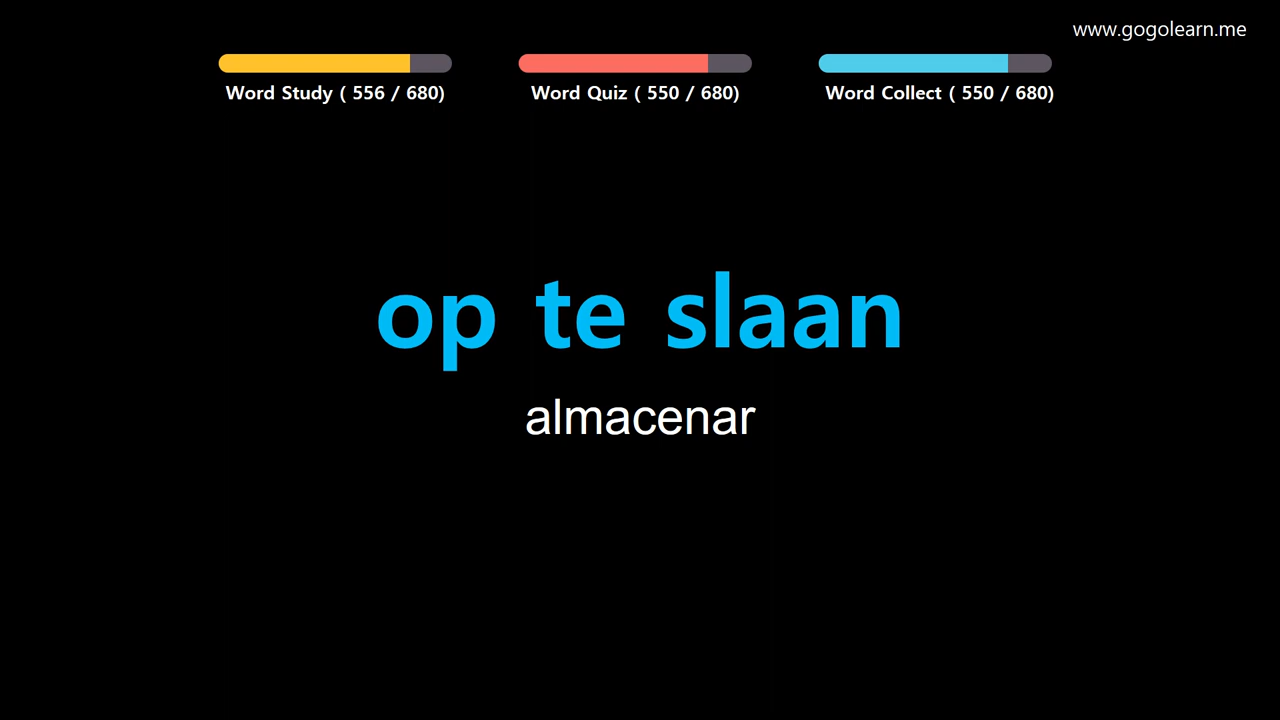 www.gogolearn.me
Word Study ( 556 / 680)
Word Quiz ( 550 / 680)
Word Collect ( 550 / 680)
op te slaan
almacenar